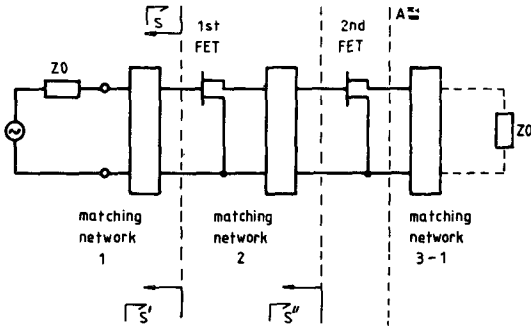 Γs
1st
FET
2nd
FET
A
Z0
Z0
matching
network
1
matching
network
2
matching
network
3-1
Γs'
Γs"